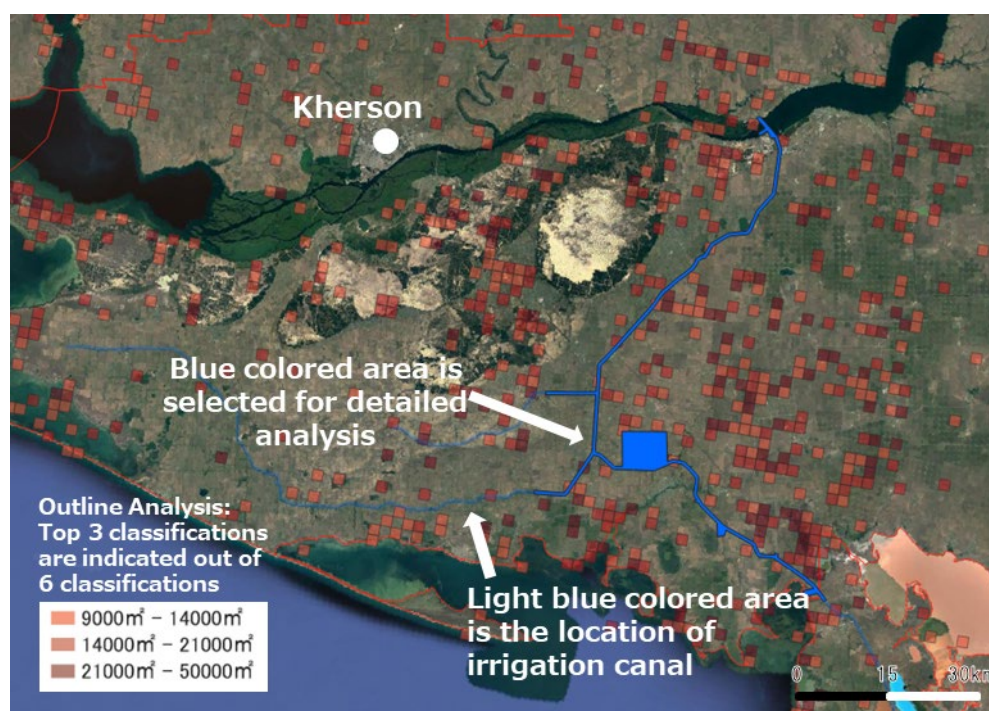 Kherson
Blue colored area is
selected for detailed
analysis
Outline Analysis:
Top 3 classifications
are indicated out of
6 classifications
9000㎡ − 14000㎡
14000㎡ − 21000㎡
21000㎡ − 50000㎡
Light blue colored area
is the location of
irrigation canal
0 15 30km